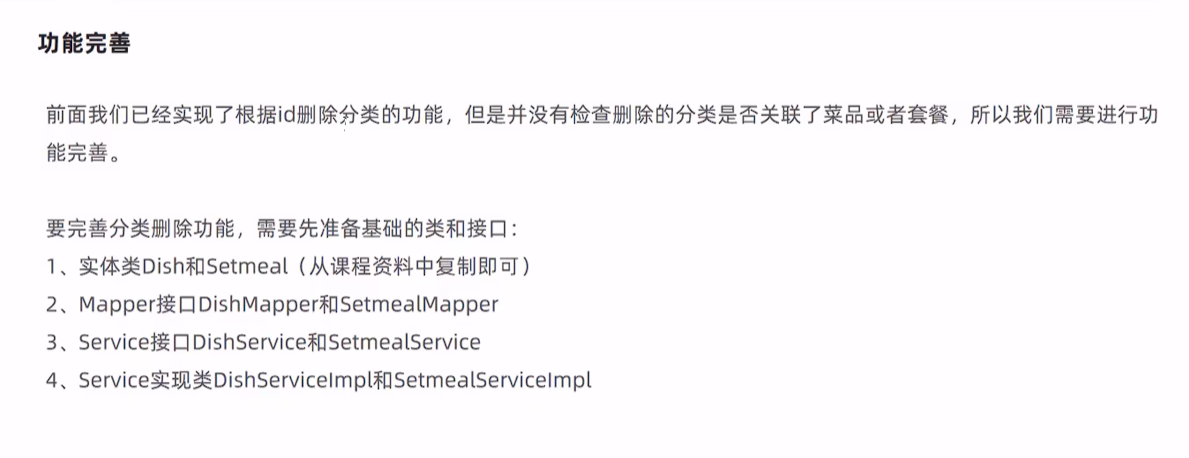 功能完善
前面我们已经实现了根据id删除分类的功能，但是并没有检查删除的分类是否关联了菜品或者套餐，所以我们需要进行功
能完善。
要完善分类删除功能，需要先准备基础的类和接口：
1、实体类Dish和Setmeal（从课程资料中复制即可）
2、Mapper接口DishMapper和SetmealMapper
3、Service接口DishService和SetmealService
4、Service实现类DishServiceImpl和SetmealServiceImpl